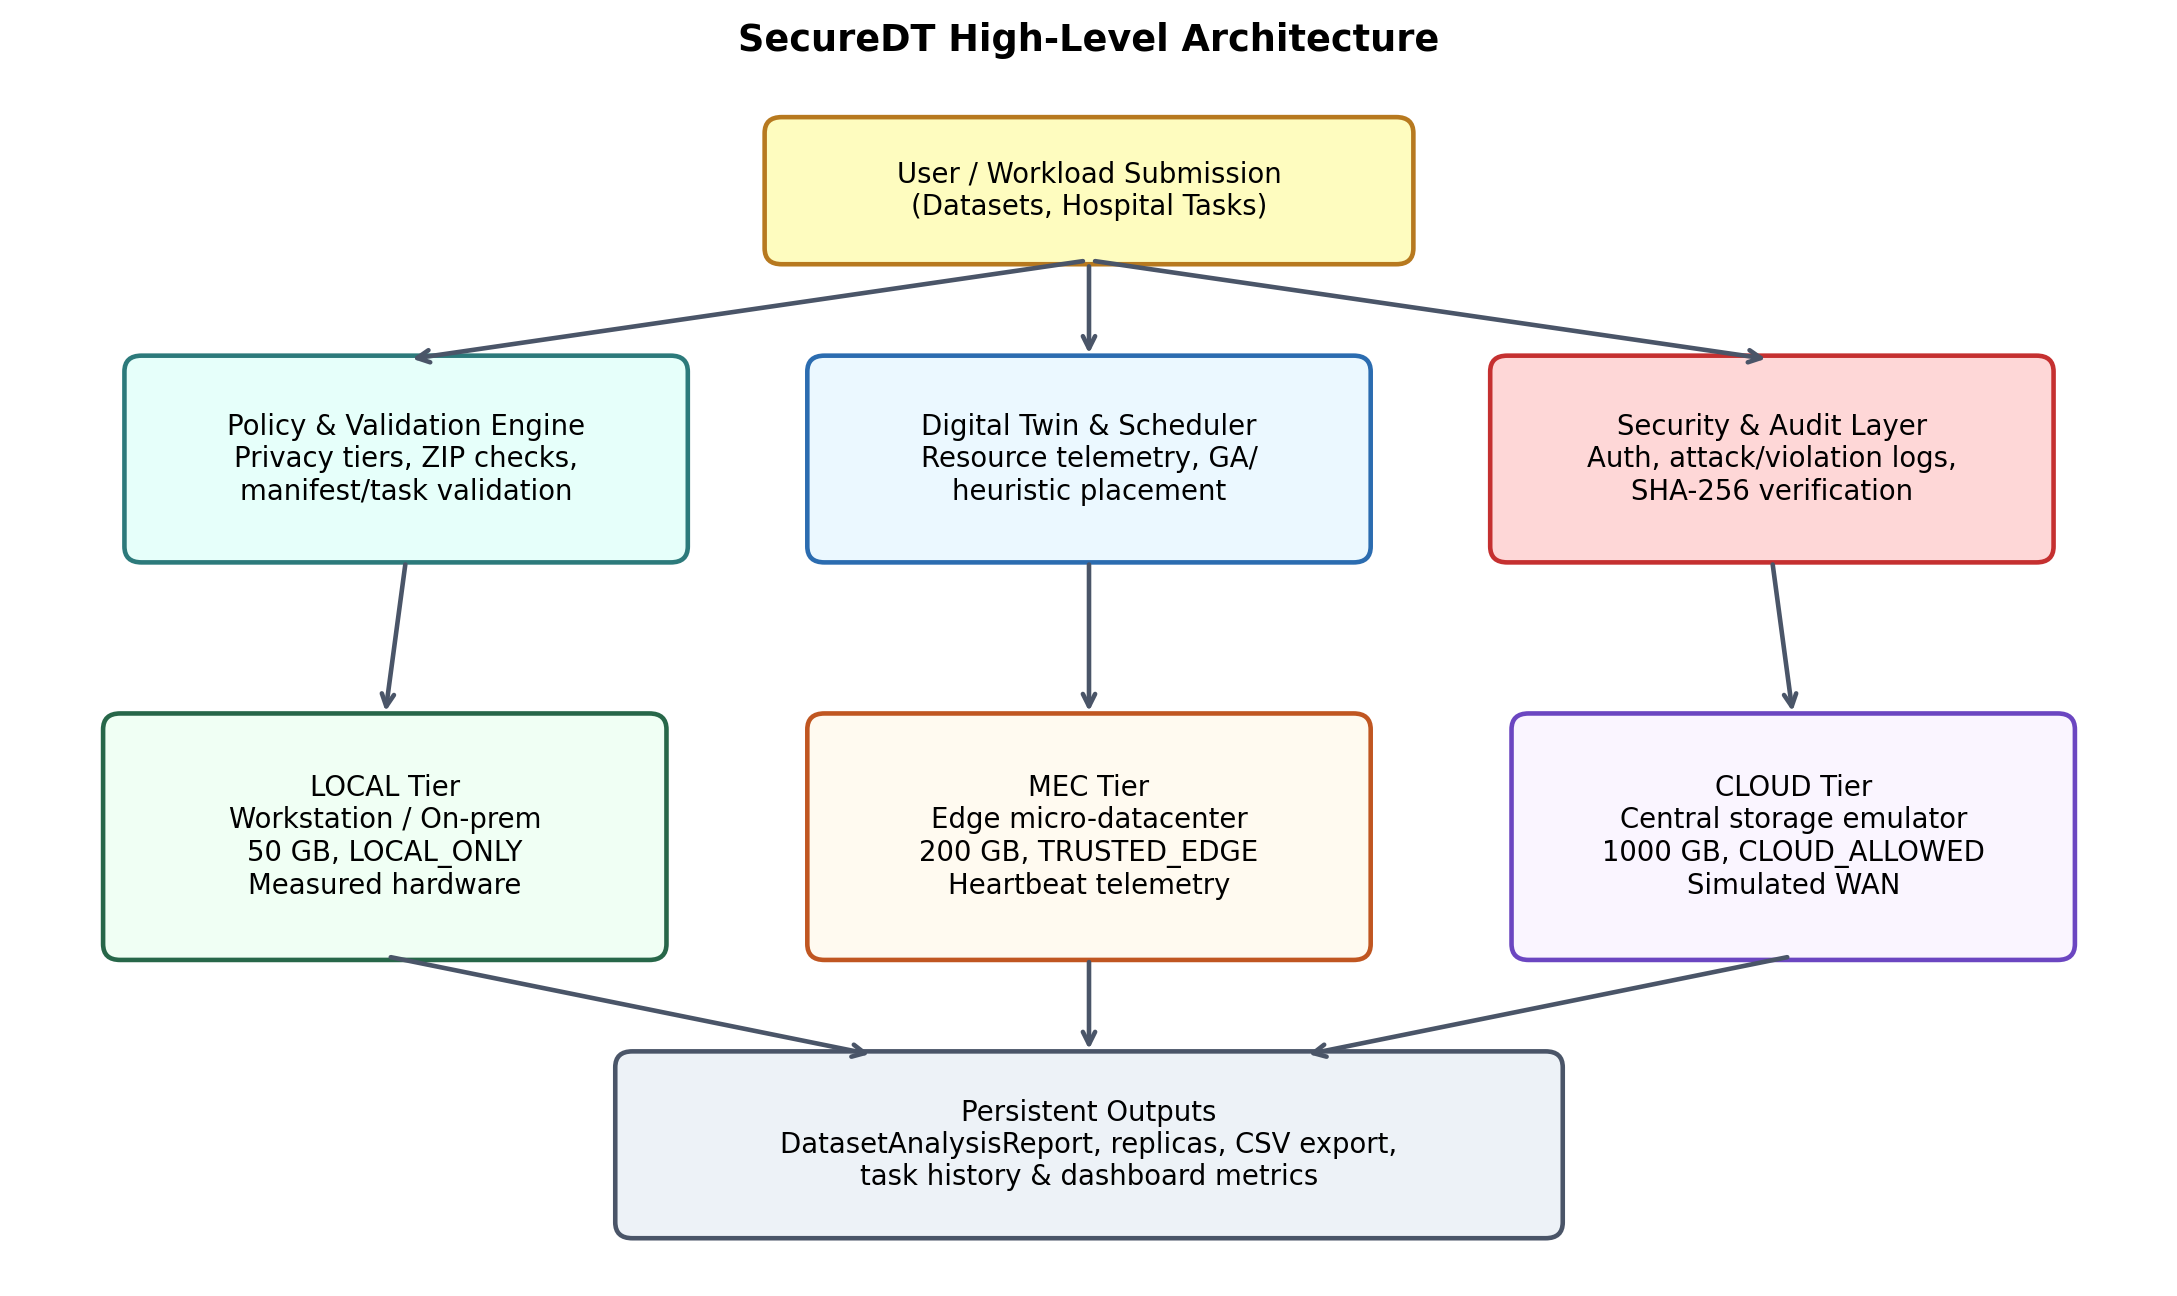 SecureDT High-Level Architecture
User / Workload Submission
(Datasets, Hospital Tasks)
Policy & Validation Engine
Privacy tiers, ZIP checks,
manifest/task validation
Digital Twin & Scheduler
Resource telemetry, GA/
heuristic placement
Security & Audit Layer
Auth, attack/violation logs,
SHA-256 verification
LOCAL Tier
Workstation / On-prem
50 GB, LOCAL_ONLY
Measured hardware
MEC Tier
Edge micro-datacenter
200 GB, TRUSTED_EDGE
Heartbeat telemetry
CLOUD Tier
Central storage emulator
1000 GB, CLOUD_ALLOWED
Simulated WAN
Persistent Outputs
DatasetAnalysisReport, replicas, CSV export,
task history & dashboard metrics